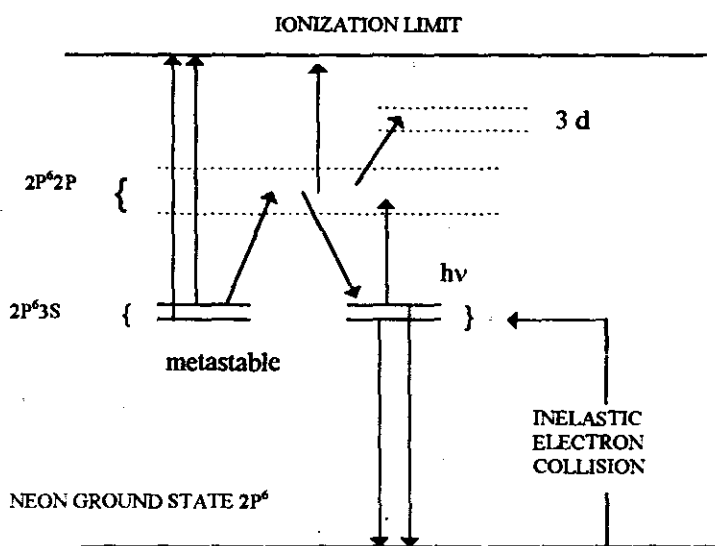 IONIZATION LIMIT
3 d
2P⁶2P {
hν
2P⁶3S { }
metastable
INELASTIC
ELECTRON
COLLISION
NEON GROUND STATE 2P⁶